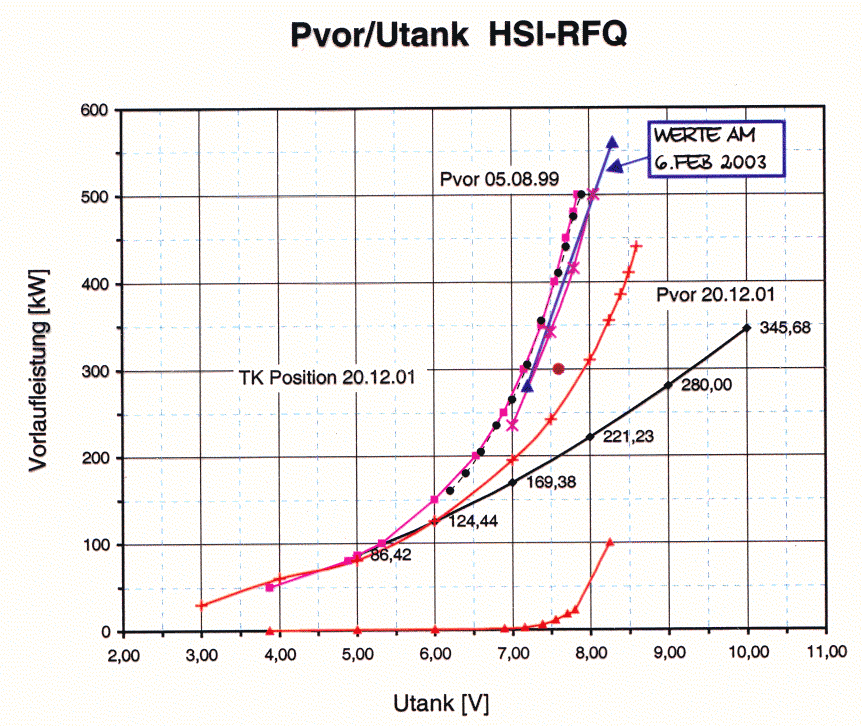 Pvor/Utank HSI-RFQ
600
500
400
300
200
100
0
Vorlaufleistung [kW]
WERTE AM
6.FEB 2003
Pvor 05.08.99
Pvor 20.12.01
345,68
TK Position 20.12.01
280,00
221,23
169,38
124,44
86,42
2,00 3,00 4,00 5,00 6,00 7,00 8,00 9,00 10,00 11,00
Utank [V]